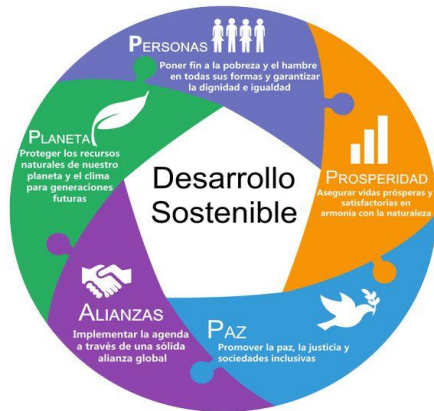 PERSONAS
Poner fin a la pobreza y el hambre
en todas sus formas y garantizar
la dignidad e igualdad
PROSPERIDAD
Asegurar vidas prósperas y
satisfactorias en
armonia con la naturaleza
PAZ
Promover la paz, la justicia y
sociedades inclusivas
ALIANZAS
Implementar la agenda
a través de una sólida
alianza global
PLANETA
Proteger los recursos
naturales de nuestro
planeta y el clima
para generaciones
futuras
Desarrollo
Sostenible